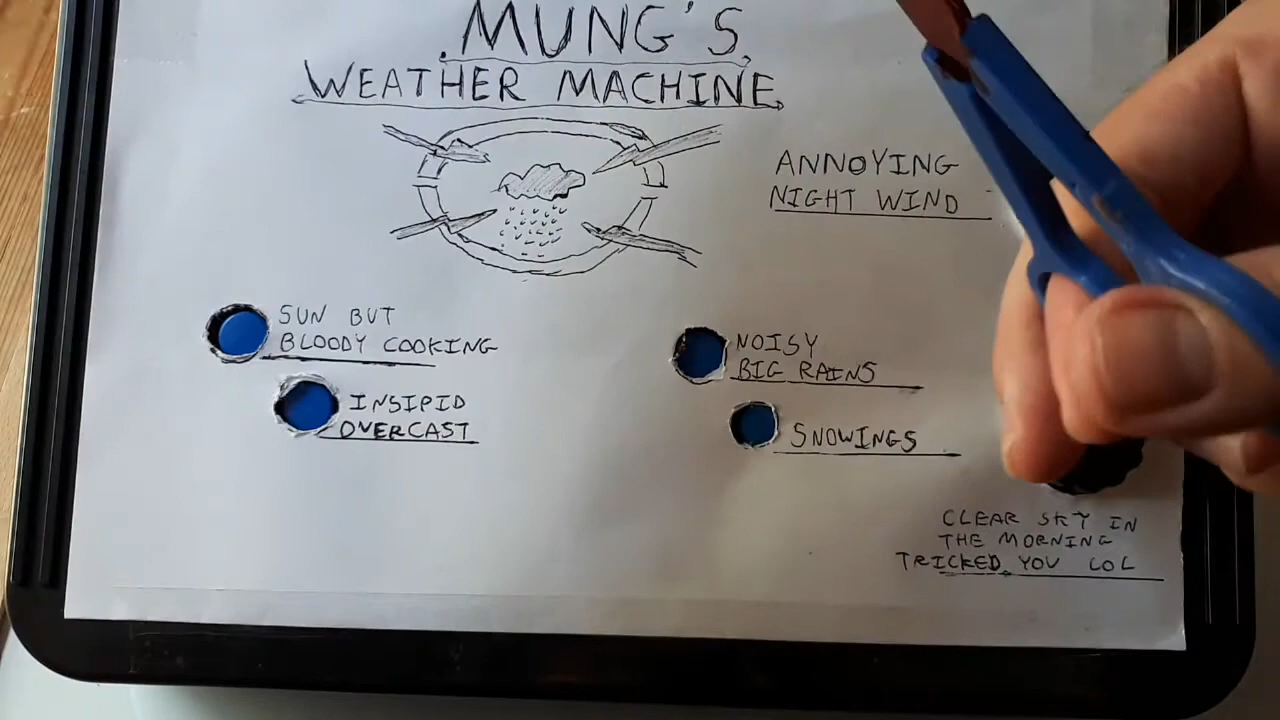 MUNG'S
WEATHER MACHINE
ANNOYING
NIGHT WIND
SUN BUT
BLOODY COOKING
INSIPID
OVERCAST
NOISY
BIG RAINS
SNOWINGS
CLEAR SKY IN
THE MORNING
TRICKED YOU LOL